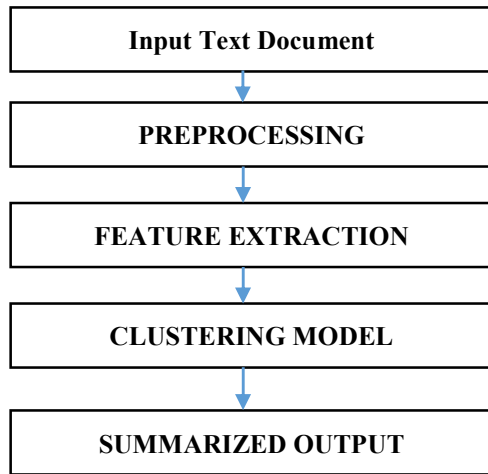 Input Text Document
PREPROCESSING
FEATURE EXTRACTION
CLUSTERING MODEL
SUMMARIZED OUTPUT